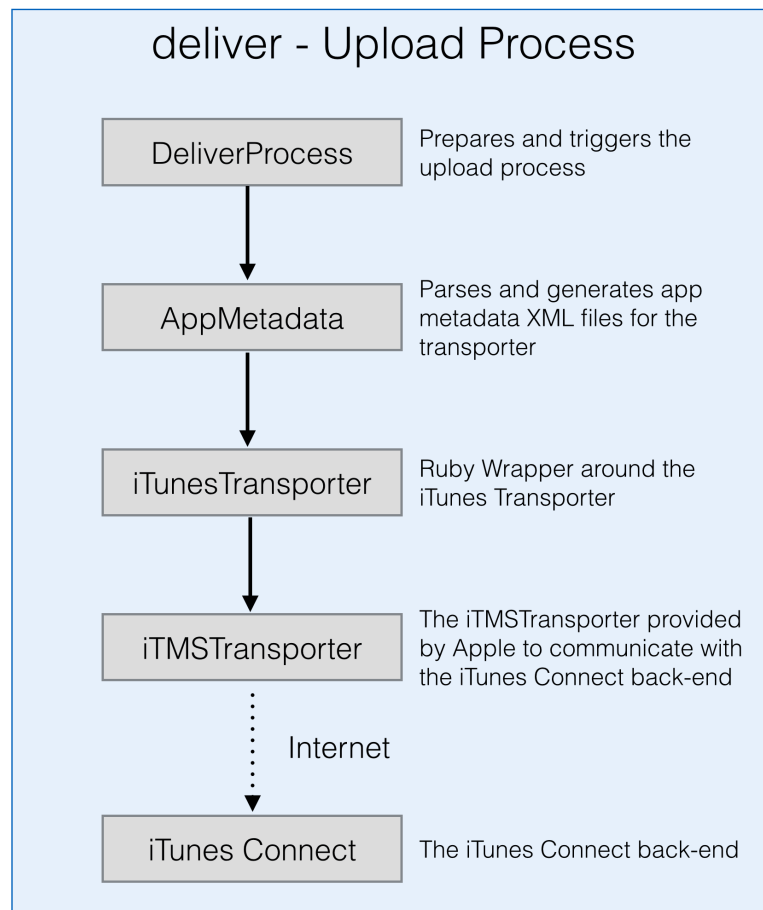 deliver - Upload Process
DeliverProcess
Prepares and triggers the
upload process
AppMetadata
Parses and generates app
metadata XML files for the
transporter
iTunesTransporter
Ruby Wrapper around the
iTunes Transporter
iTMSTransporter
The iTMSTransporter provided
by Apple to communicate with
the iTunes Connect back-end
Internet
iTunes Connect
The iTunes Connect back-end